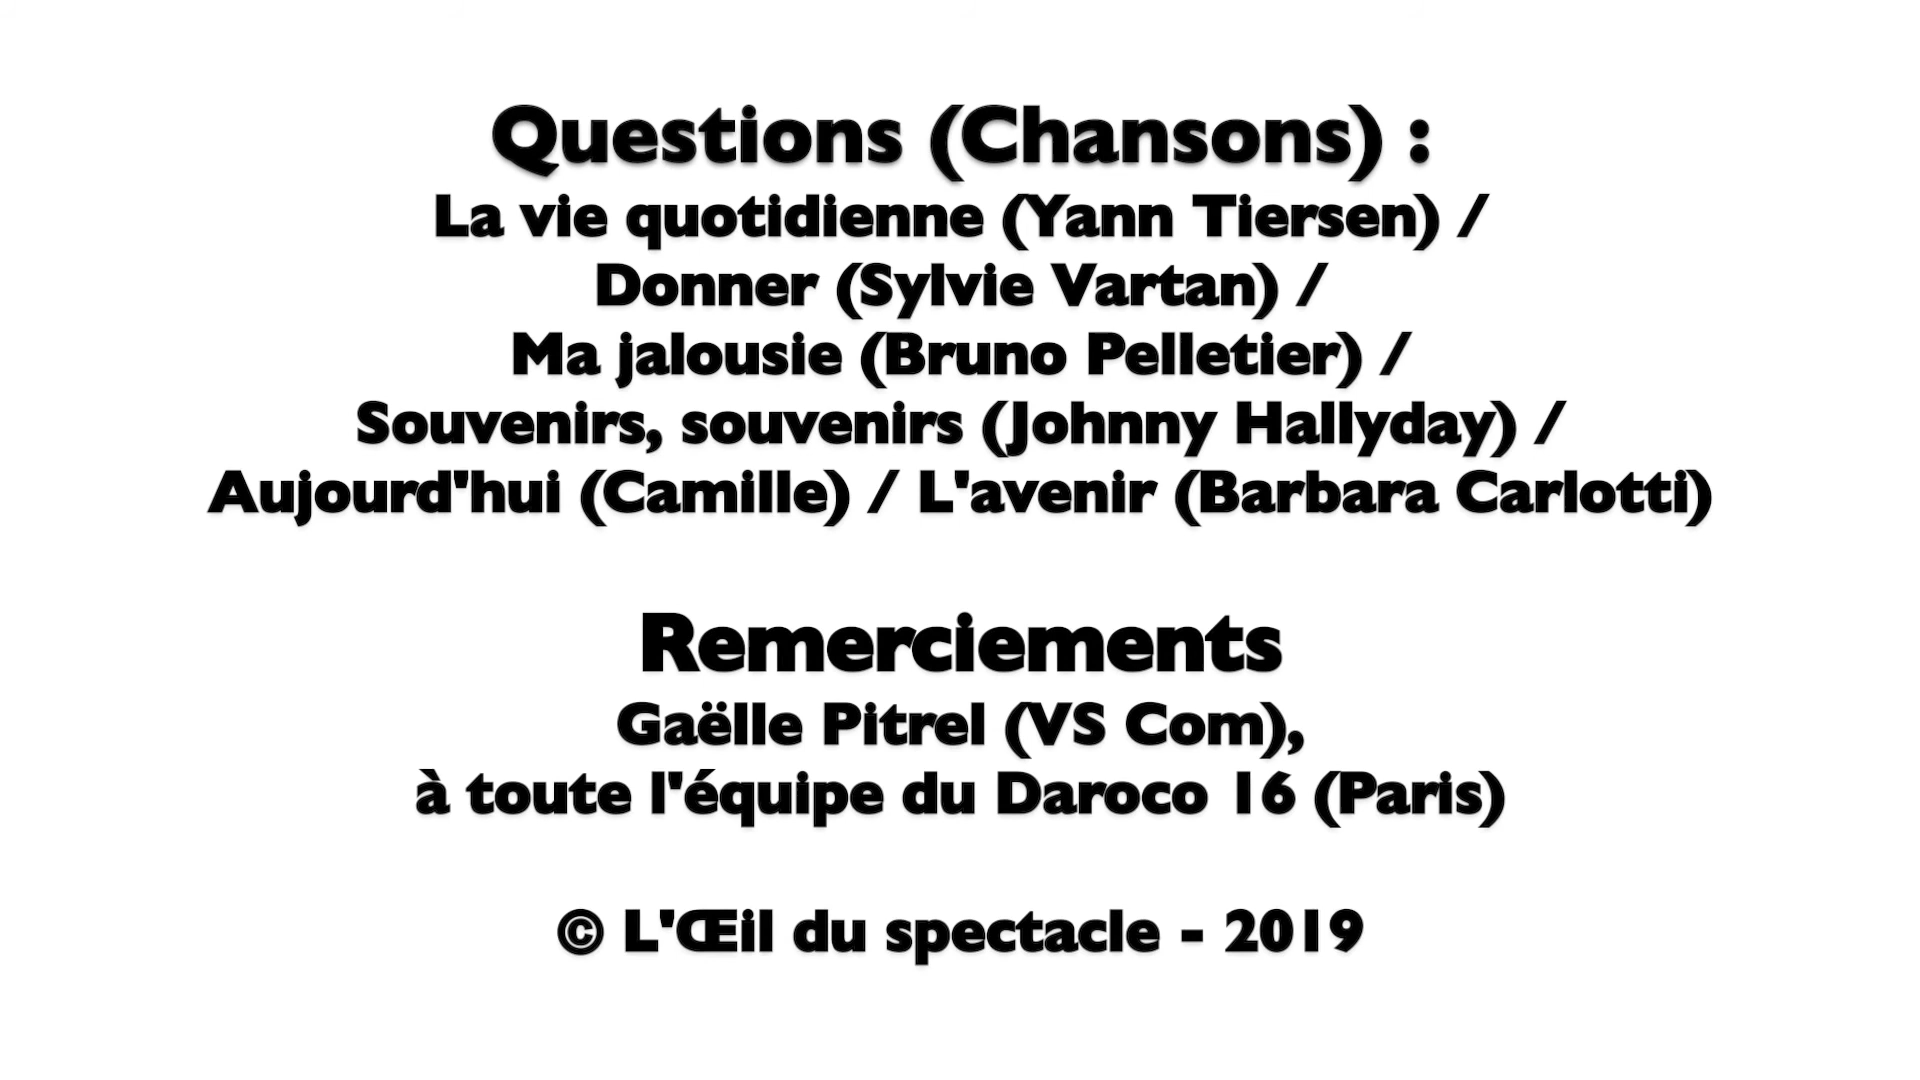 Questions (Chansons) :
La vie quotidienne (Yann Tiersen) /
Donner (Sylvie Vartan) /
Ma jalousie (Bruno Pelletier) /
Souvenirs, souvenirs (Johnny Hallyday) /
Aujourd'hui (Camille) / L'avenir (Barbara Carlotti)
Remerciements
Gaëlle Pitrel (VS Com),
à toute l'équipe du Daroco 16 (Paris)
© L'Œil du spectacle - 2019